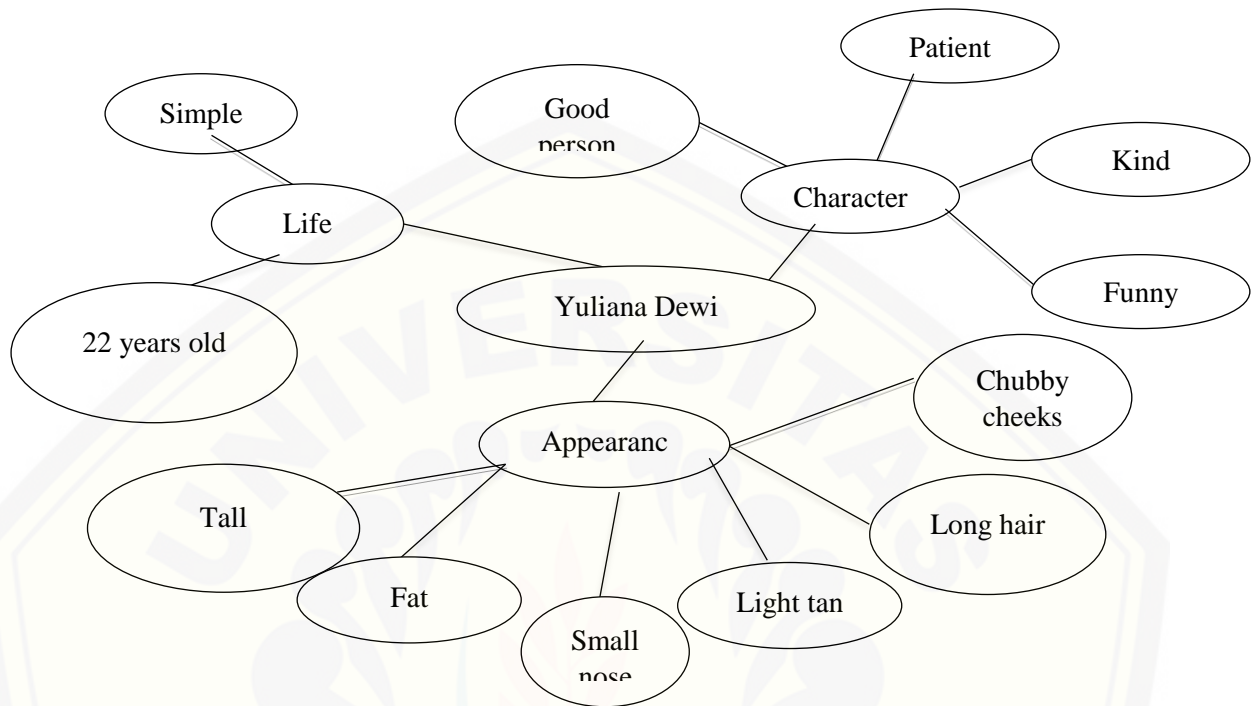 Patient
Simple
Good
person
Kind
Character
Life
Funny
Yuliana Dewi
22 years old
Chubby
cheeks
Appearanc
Tall
Long hair
Fat
Light tan
Small
nose
UNIVERSITAS